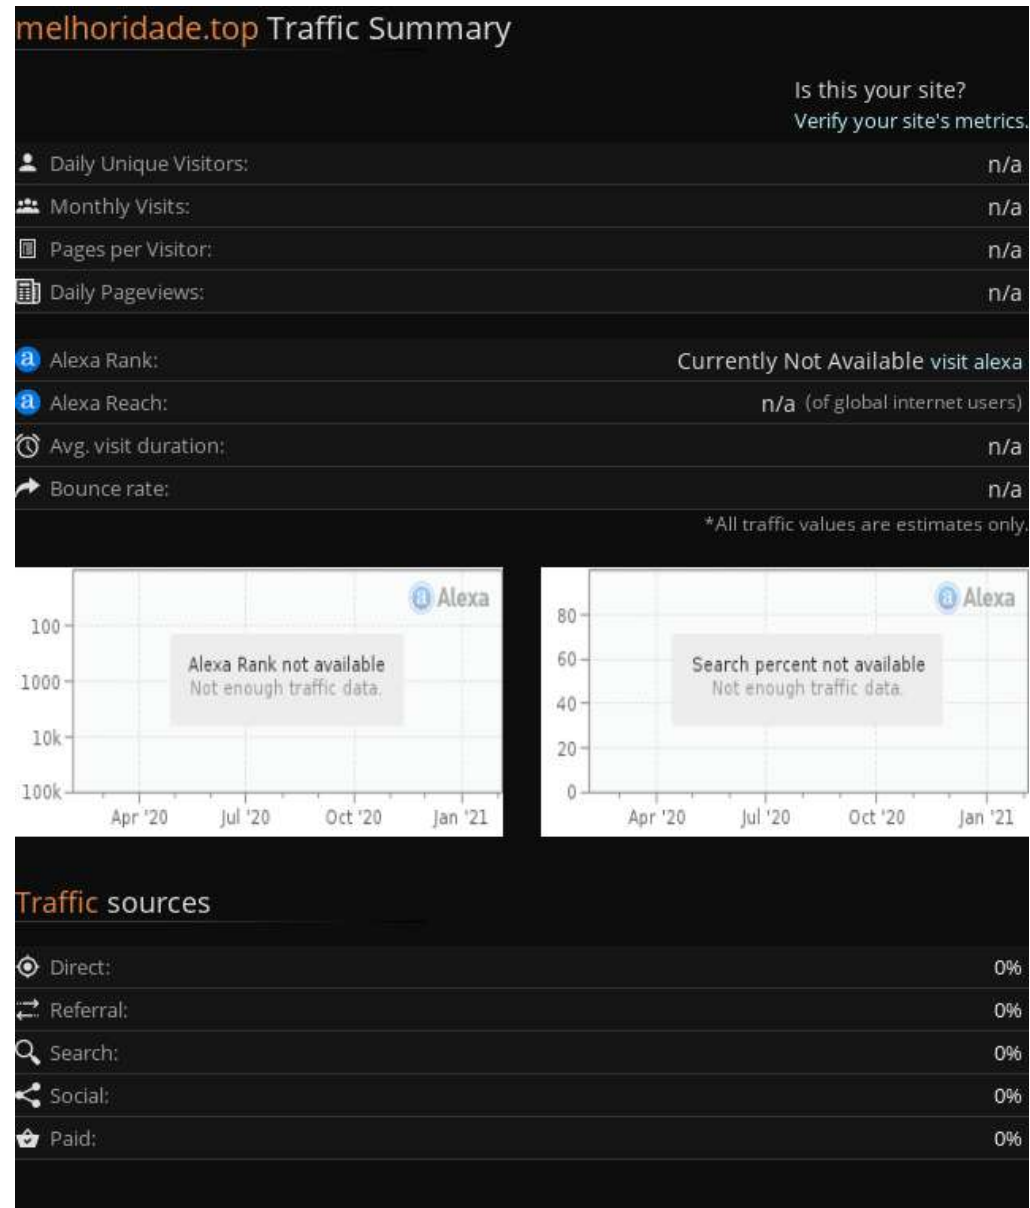 melhoridade.top Traffic Summary
Is this your site?
Verify your site's metrics.
Daily Unique Visitors: n/a
Monthly Visits: n/a
Pages per Visitor: n/a
Daily Pageviews: n/a
a Alexa Rank: Currently Not Available visit alexa
a Alexa Reach: n/a (of global internet users)
Avg. visit duration: n/a
Bounce rate: n/a
*All traffic values are estimates only.
a Alexa
100
1000
10k
100k
Alexa Rank not available
Not enough traffic data.
Apr '20 Jul '20 Oct '20 Jan '21
a Alexa
80
60
40
20
0
Search percent not available
Not enough traffic data.
Apr '20 Jul '20 Oct '20 Jan '21
Traffic sources
Direct: 0%
Referral: 0%
Search: 0%
Social: 0%
Paid: 0%